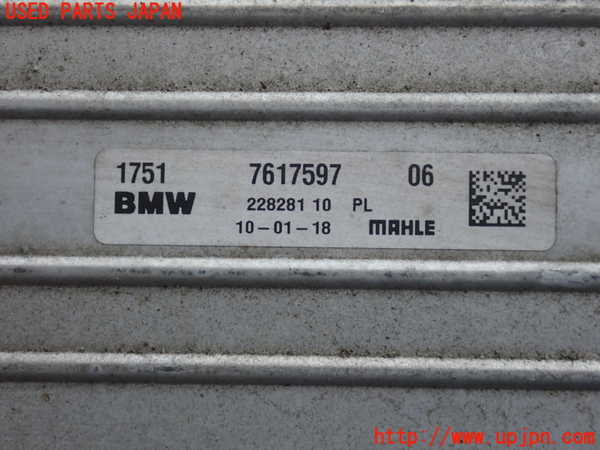 USED PARTS JAPAN
1751 7617597 06
BMW 228281 10 PL
10-01-18 MAHLE
http://www.upjpn.com/